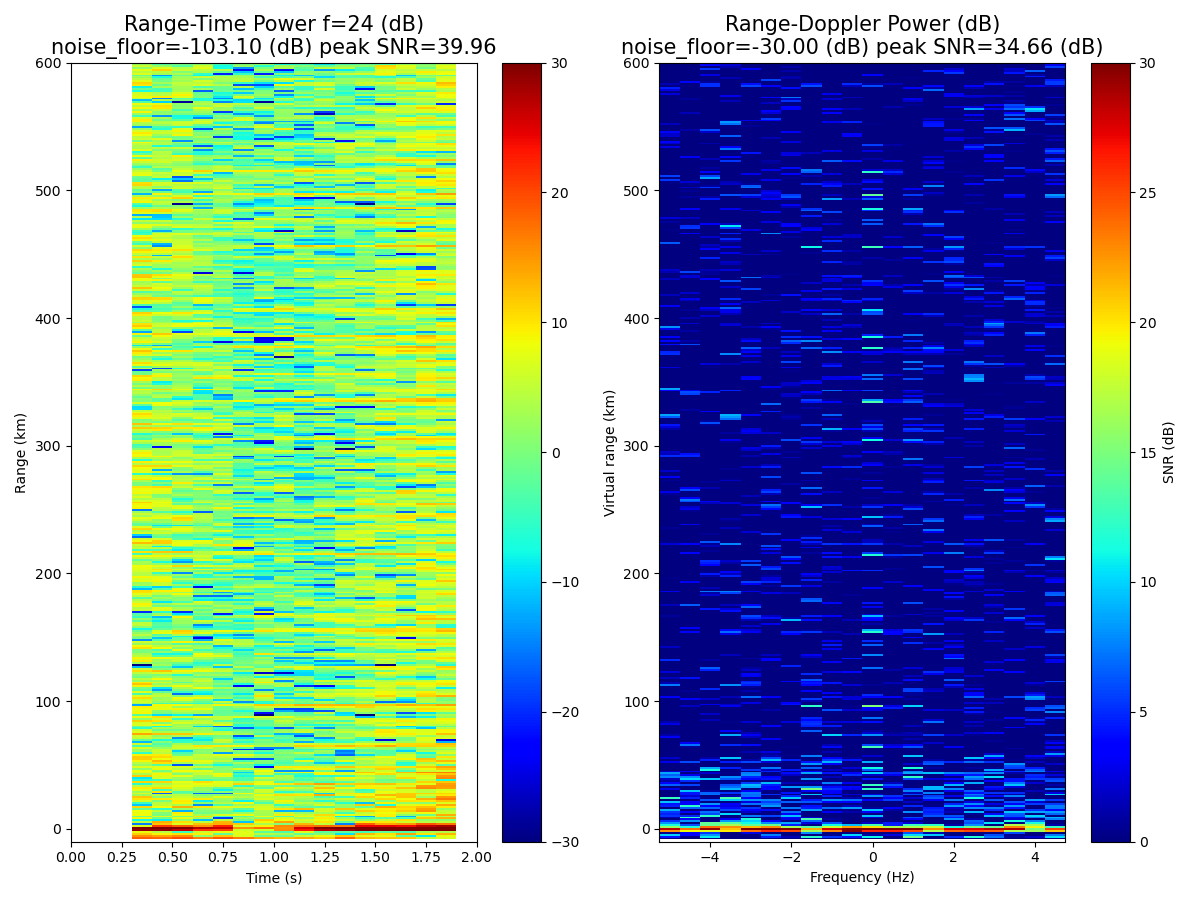 Range-Time Power f=24 (dB)
noise_floor=-103.10 (dB) peak SNR=39.96
600
500
400
300
200
100
0
Range (km)
0.00 0.25 0.50 0.75 1.00 1.25 1.50 1.75 2.00
Time (s)
30
20
10
0
−10
−20
−30
Range-Doppler Power (dB)
noise_floor=-30.00 (dB) peak SNR=34.66 (dB)
600
500
400
300
200
100
0
Virtual range (km)
−4 −2 0 2 4
Frequency (Hz)
30
25
20
15
10
5
0
SNR (dB)